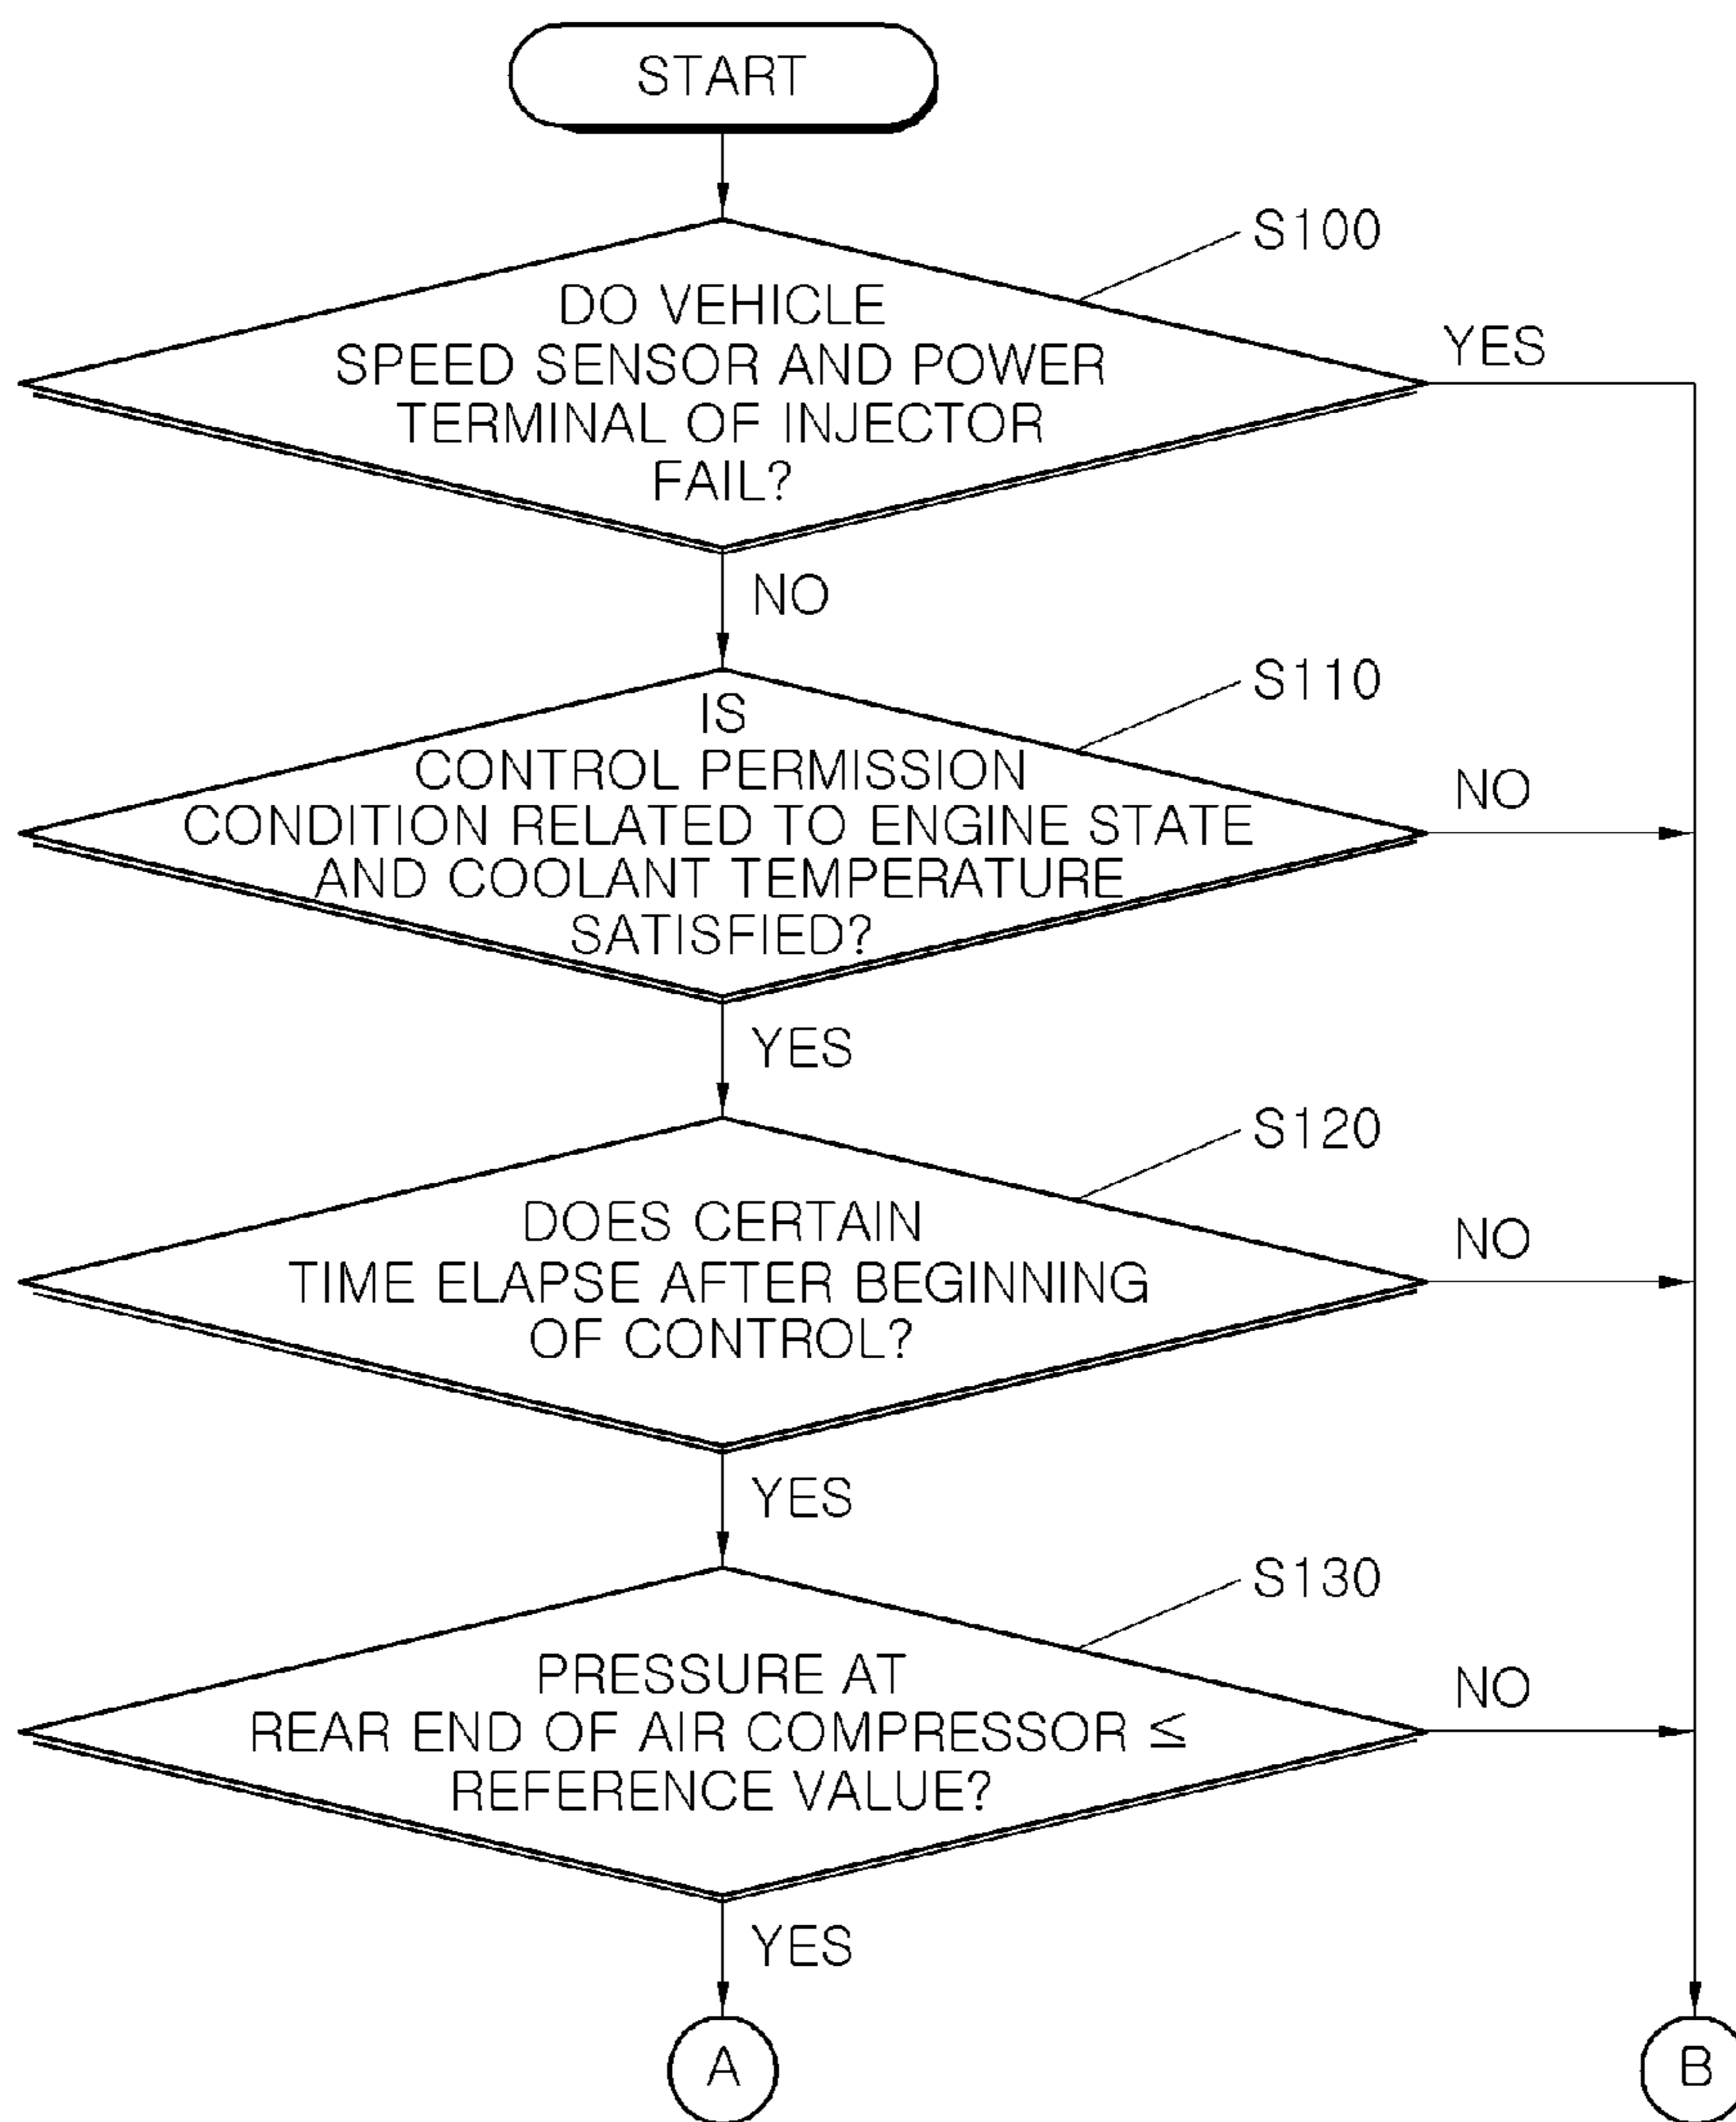 START
S100
DO VEHICLE
SPEED SENSOR AND POWER
TERMINAL OF INJECTOR
FAIL?
YES
NO
S110
IS
CONTROL PERMISSION
CONDITION RELATED TO ENGINE STATE
AND COOLANT TEMPERATURE
SATISFIED?
NO
YES
S120
DOES CERTAIN
TIME ELAPSE AFTER BEGINNING
OF CONTROL?
NO
YES
S130
PRESSURE AT
REAR END OF AIR COMPRESSOR ≤
REFERENCE VALUE?
NO
YES
A
B